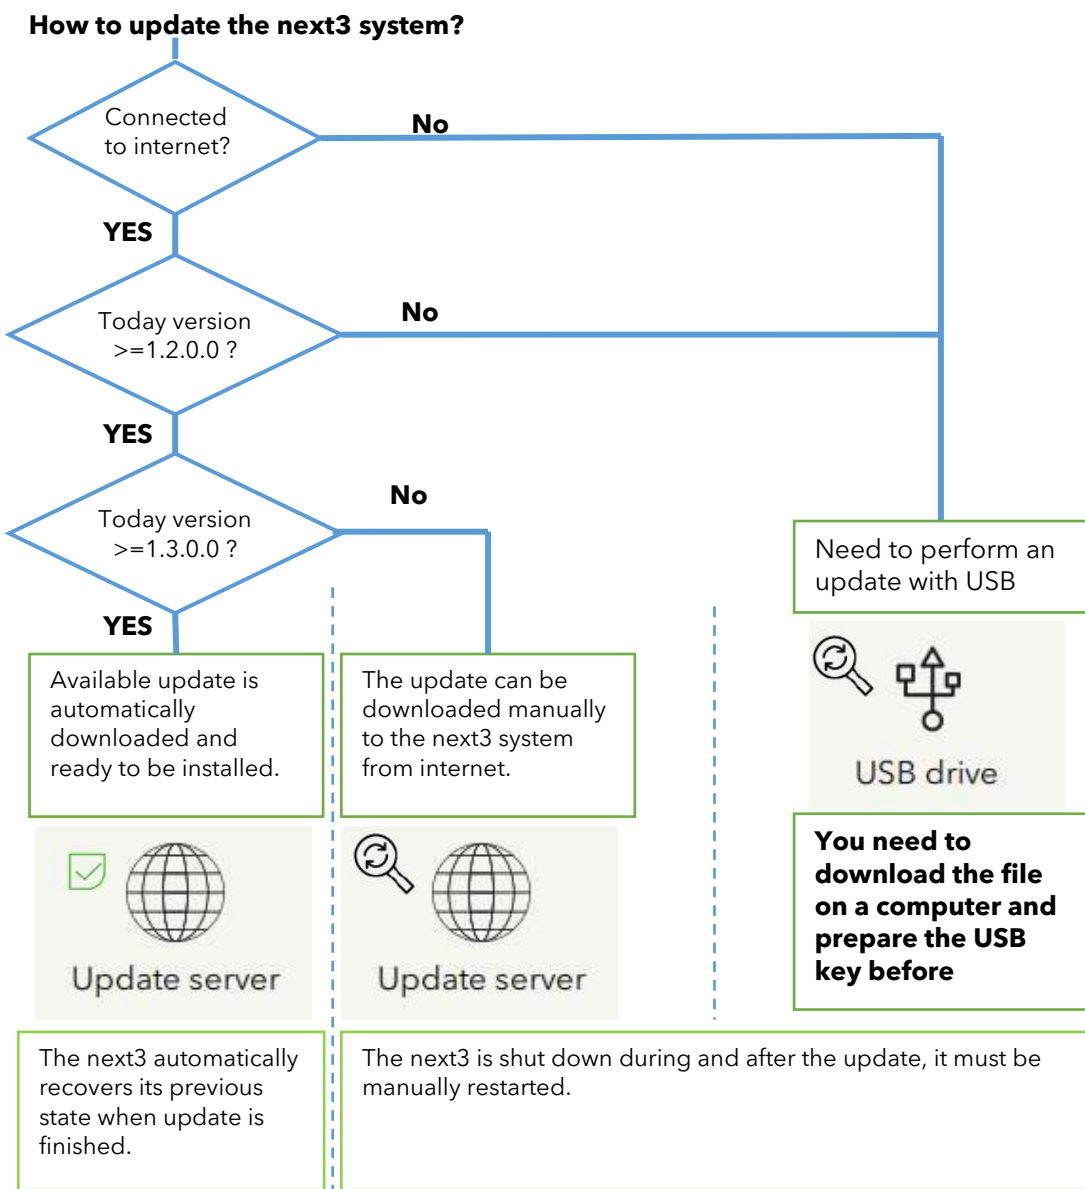 How to update the next3 system?
Connected
to internet?
No
YES
Today version
>=1.2.0.0 ?
No
YES
Today version
>=1.3.0.0 ?
No
YES
Need to perform an
update with USB
USB drive
You need to
download the file
on a computer and
prepare the USB
key before
Available update is
automatically
downloaded and
ready to be installed.
Update server
The update can be
downloaded manually
to the next3 system
from internet.
Update server
The next3 automatically
recovers its previous
state when update is
finished.
The next3 is shut down during and after the update, it must be
manually restarted.